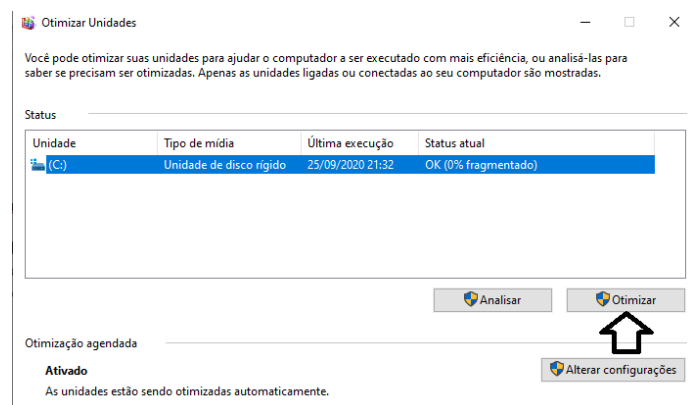 Otimizar Unidades
Você pode otimizar suas unidades para ajudar o computador a ser executado com mais eficiência, ou analisá-las para
saber se precisam ser otimizadas. Apenas as unidades ligadas ou conectadas ao seu computador são mostradas.
Status
Unidade Tipo de mídia Última execução Status atual
(C:) Unidade de disco rígido 25/09/2020 21:32 OK (0% fragmentado)
Analisar Otimizar
Otimização agendada
Ativado Alterar configurações
As unidades estão sendo otimizadas automaticamente.